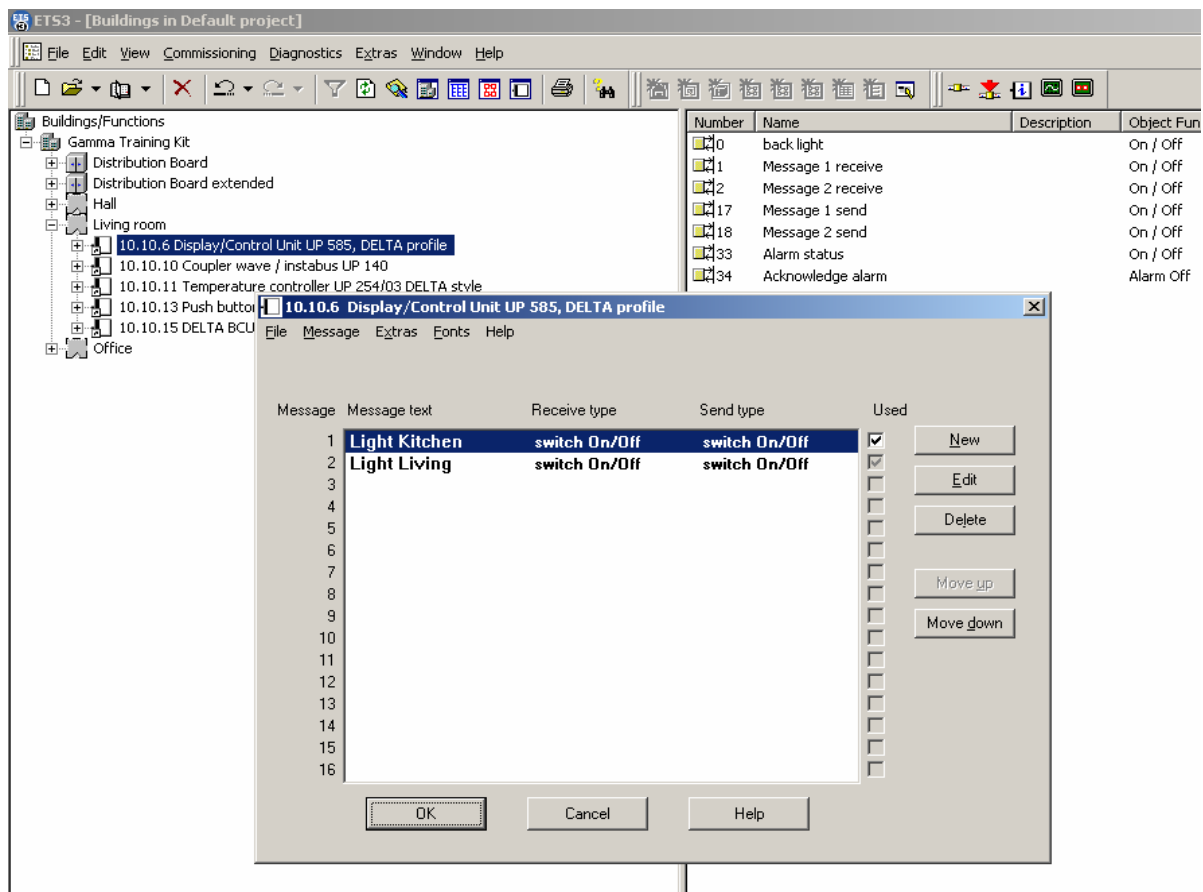 ETS3 - [Buildings in Default project]
File Edit View Commissioning Diagnostics Extras Window Help
Buildings/Functions
Gamma Training Kit
Distribution Board
Distribution Board extended
Hall
Living room
10.10.6 Display/Control Unit UP 585, DELTA profile
10.10.10 Coupler wave / instabus UP 140
10.10.11 Temperature controller UP 254/03 DELTA style
10.10.13 Push butto
10.10.15 DELTA BCU
Office
Number Name Description Object Fun
0 back light On / Off
1 Message 1 receive On / Off
2 Message 2 receive On / Off
17 Message 1 send On / Off
18 Message 2 send On / Off
33 Alarm status On / Off
34 Acknowledge alarm Alarm Off
10.10.6 Display/Control Unit UP 585, DELTA profile
File Message Extras Fonts Help
Message Message text Receive type Send type Used
1 Light Kitchen switch On/Off switch On/Off
2 Light Living switch On/Off switch On/Off
3
4
5
6
7
8
9
10
11
12
13
14
15
16
New
Edit
Delete
Move up
Move down
OK Cancel Help